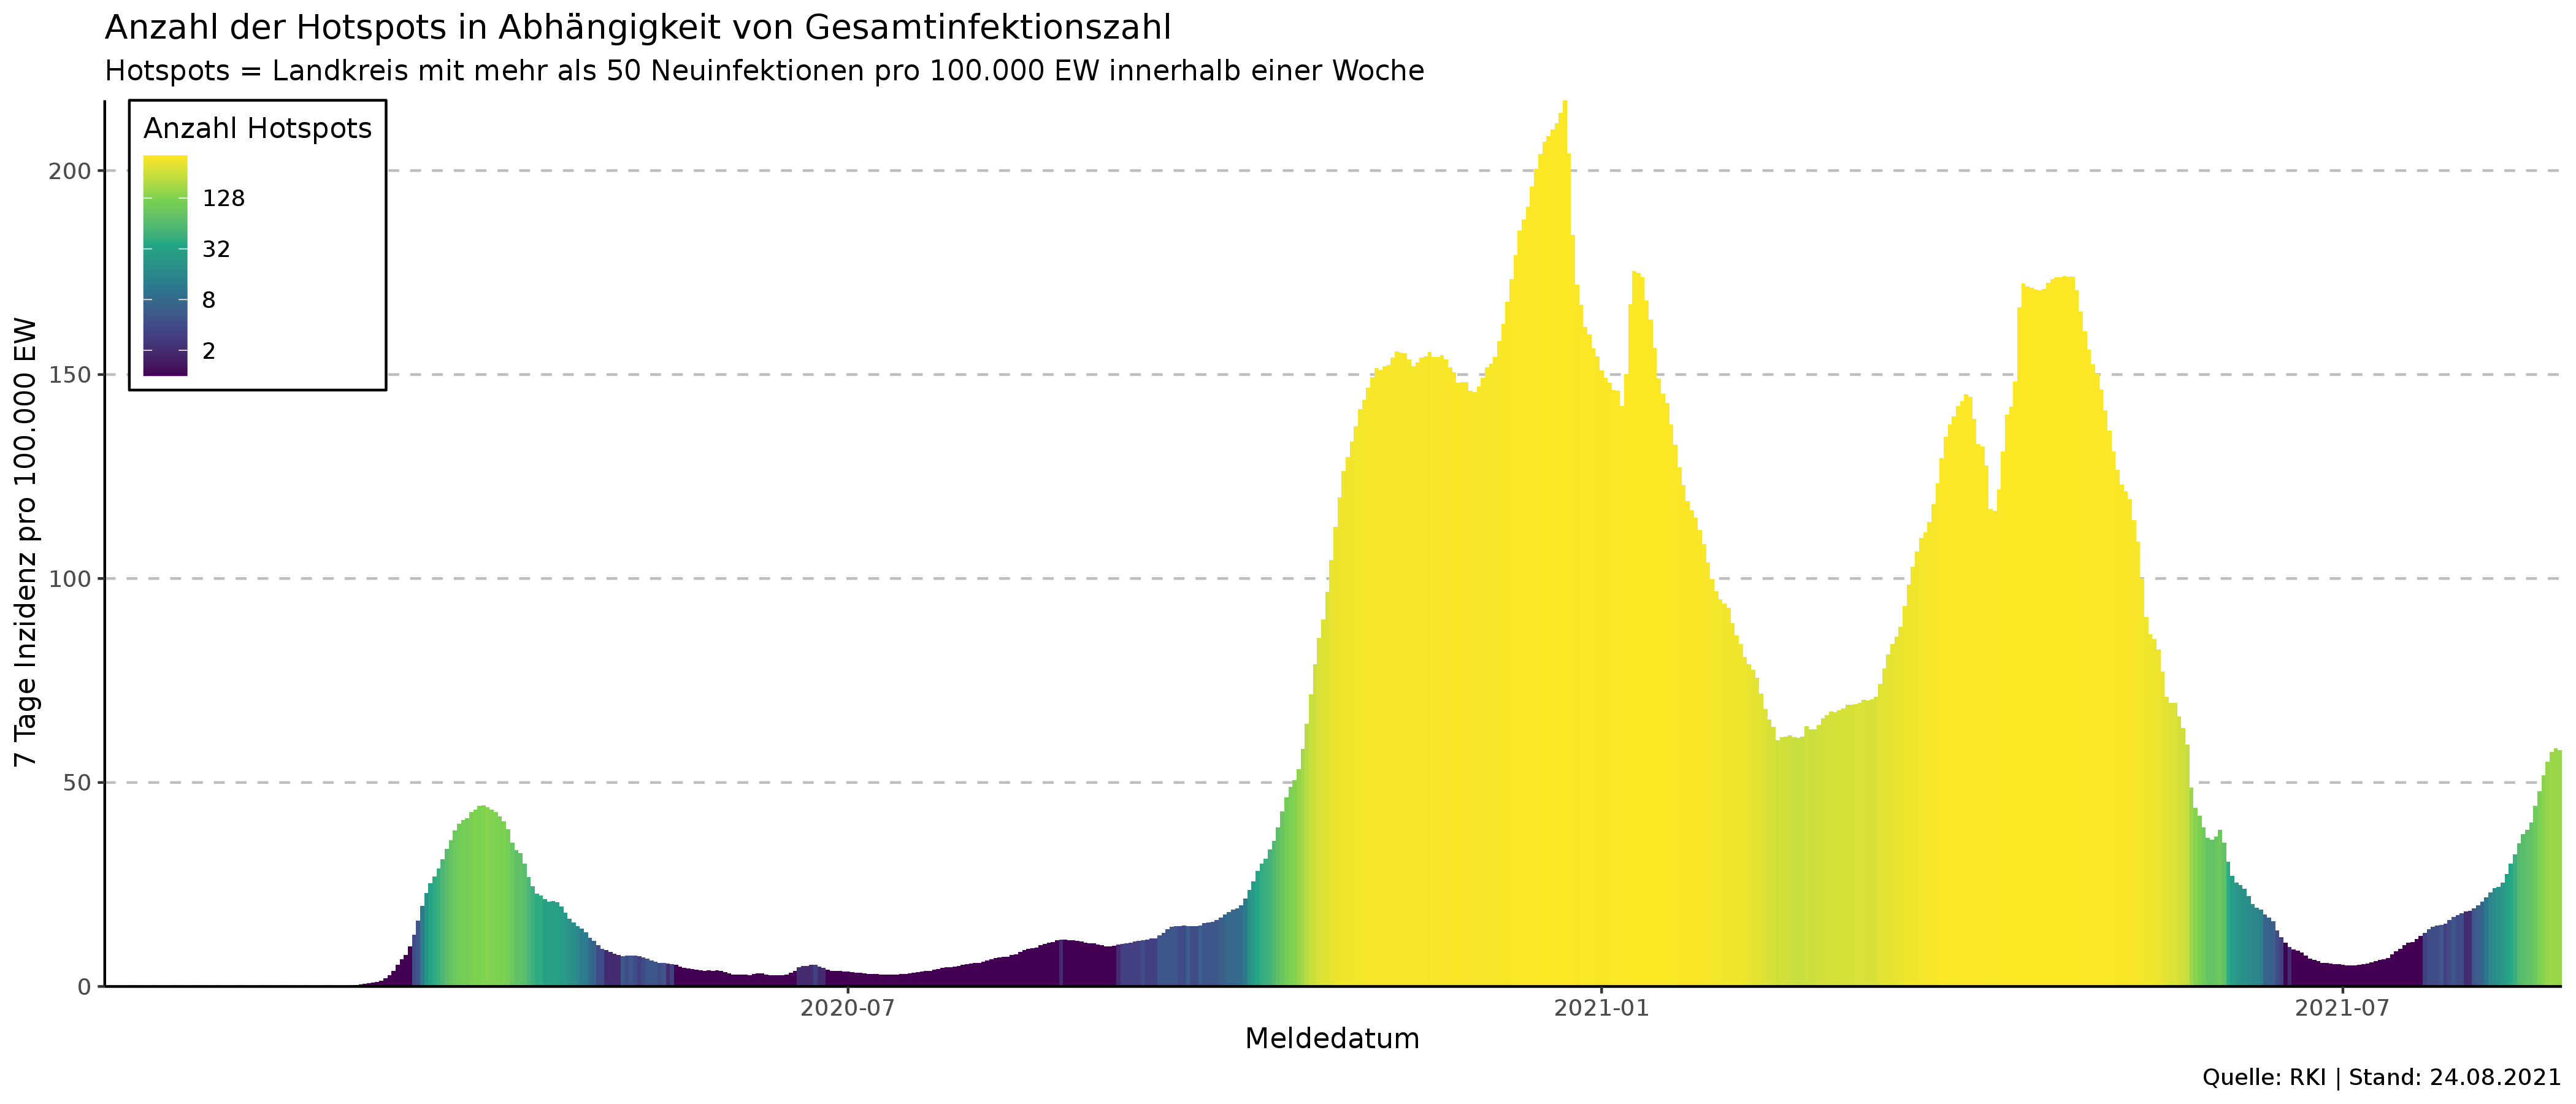 Anzahl der Hotspots in Abhängigkeit von Gesamtinfektionszahl
Hotspots = Landkreis mit mehr als 50 Neuinfektionen pro 100.000 EW innerhalb einer Woche
Anzahl Hotspots
128
32
8
2
7 Tage Inzidenz pro 100.000 EW
200
150
100
50
0
2020-07
2021-01
2021-07
Meldedatum
Quelle: RKI | Stand: 24.08.2021